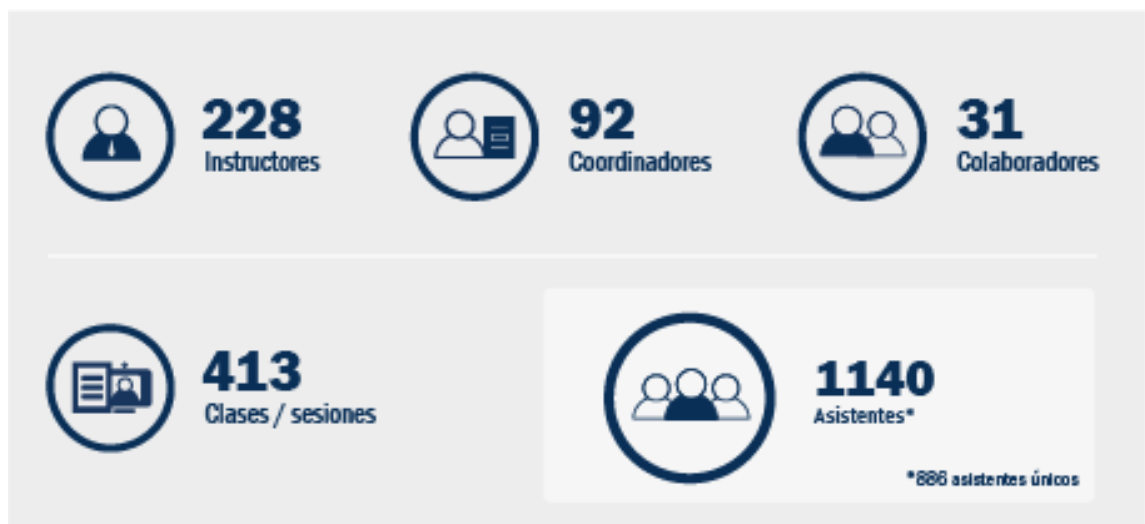 228
Instructores
92
Coordinadores
31
Colaboradores
413
Clases / sesiones
1140
Asistentes*
*886 asistentes únicos